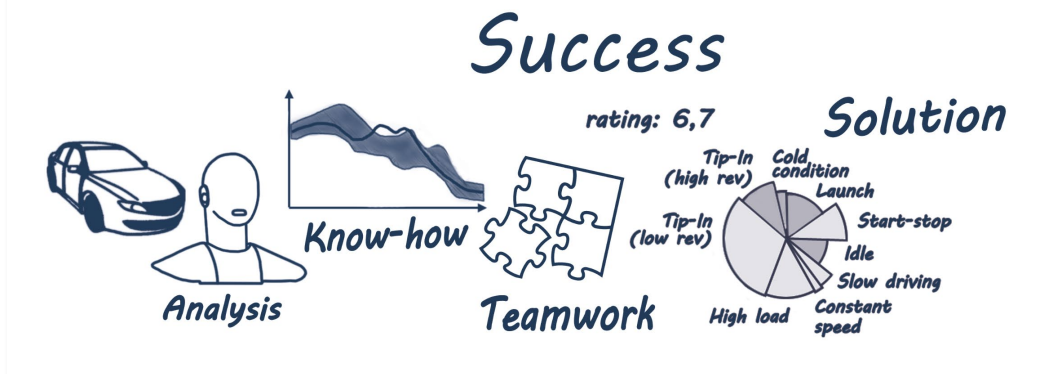 Success
rating: 6,7
Solution
Tip-In
(high rev)
Cold
condition
Launch
Tip-In
(low rev)
Start-stop
Know-how
Idle
Slow driving
Analysis
Teamwork
High load
Constant
speed